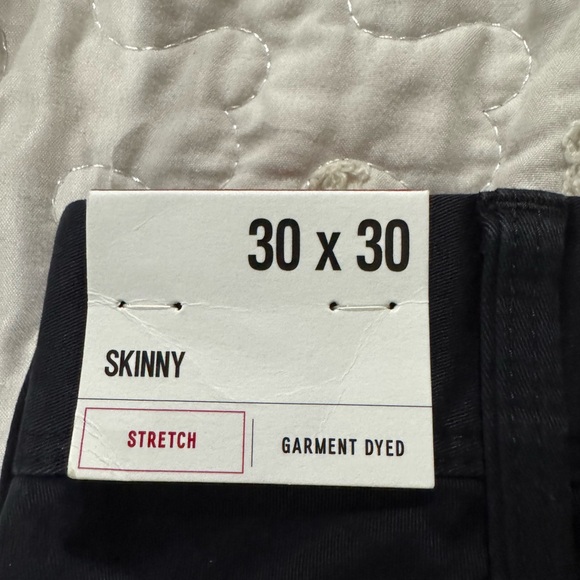 30 x 30
SKINNY
STRETCH
GARMENT DYED